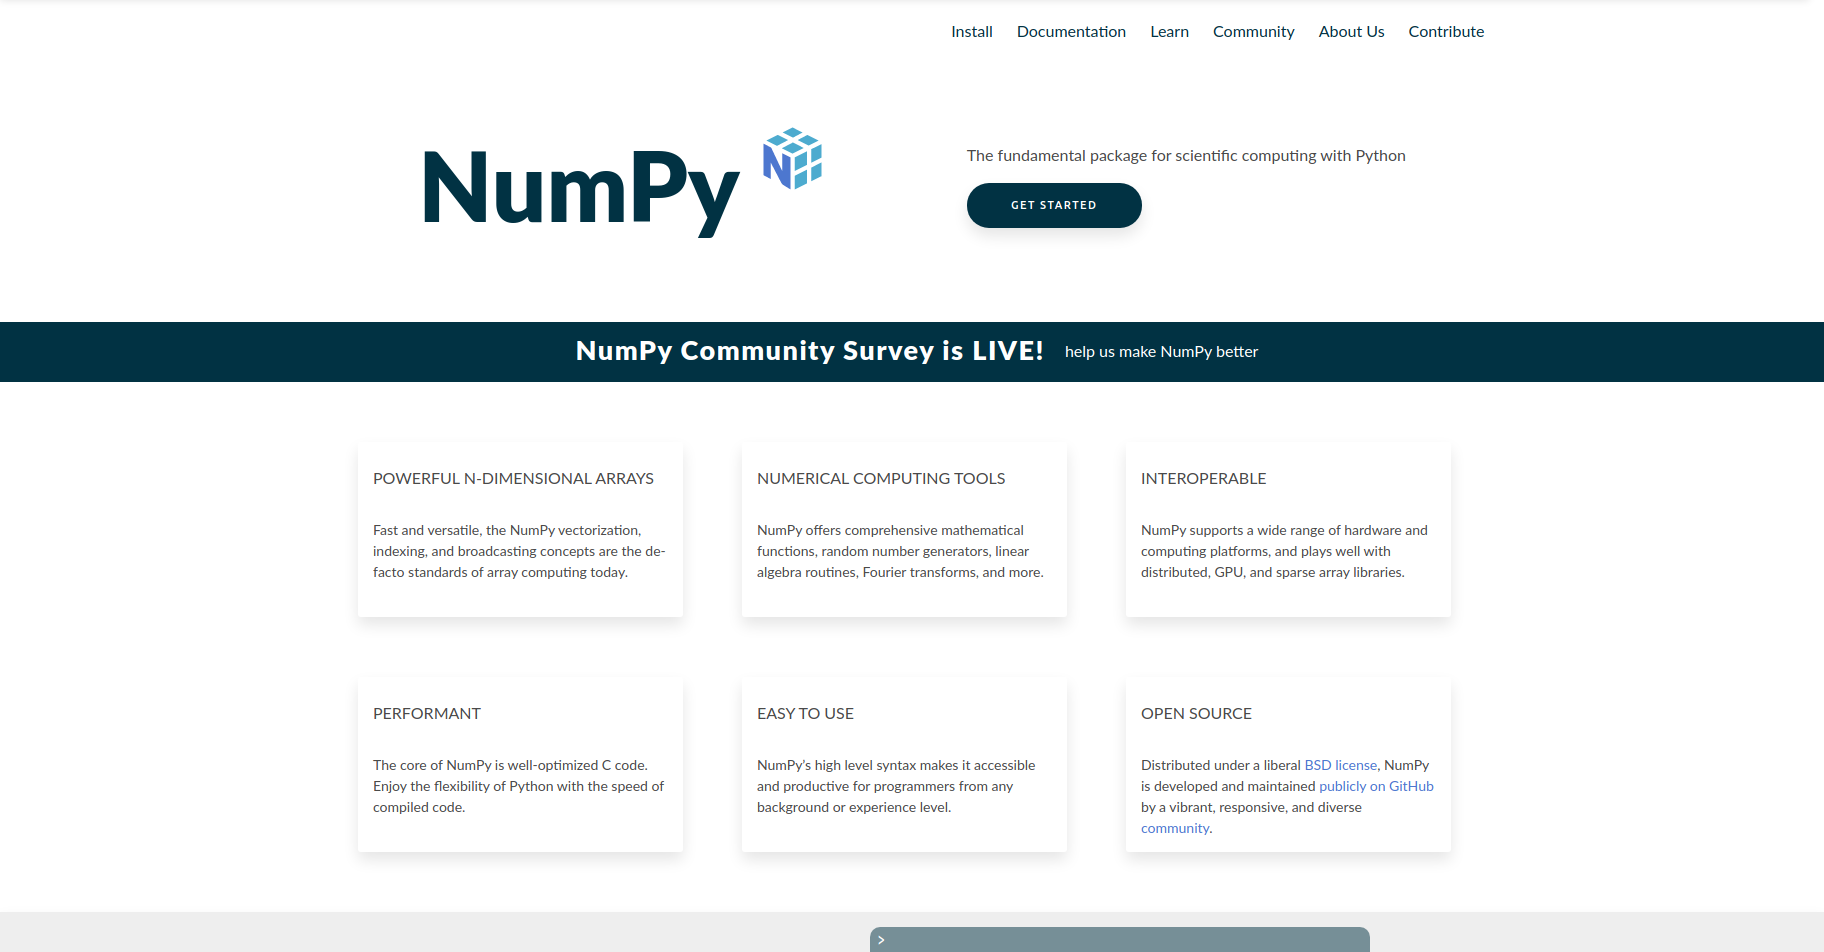 Install Documentation Learn Community About Us Contribute
NumPy
N
The fundamental package for scientific computing with Python
GET STARTED
NumPy Community Survey is LIVE! help us make NumPy better
POWERFUL N-DIMENSIONAL ARRAYS
Fast and versatile, the NumPy vectorization,
indexing, and broadcasting concepts are the de-
facto standards of array computing today.
NUMERICAL COMPUTING TOOLS
NumPy offers comprehensive mathematical
functions, random number generators, linear
algebra routines, Fourier transforms, and more.
INTEROPERABLE
NumPy supports a wide range of hardware and
computing platforms, and plays well with
distributed, GPU, and sparse array libraries.
PERFORMANT
The core of NumPy is well-optimized C code.
Enjoy the flexibility of Python with the speed of
compiled code.
EASY TO USE
NumPy’s high level syntax makes it accessible
and productive for programmers from any
background or experience level.
OPEN SOURCE
Distributed under a liberal BSD license, NumPy
is developed and maintained publicly on GitHub
by a vibrant, responsive, and diverse
community.
>